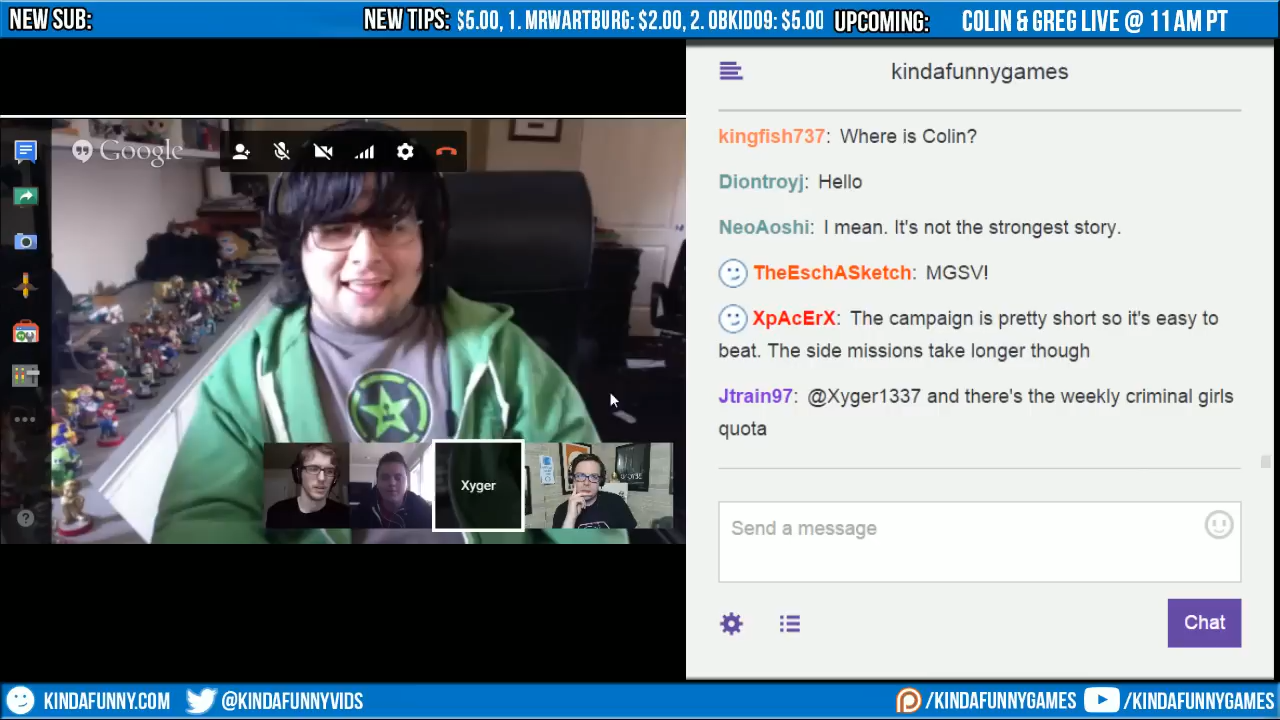 NEW SUB:
NEW TIPS: $5.00, 1. MRWARTBURG: $2.00, 2. OBKID09: $5.00
UPCOMING: COLIN & GREG LIVE @ 11 AM PT
Google
Xyger
kindafunnygames
kingfish737: Where is Colin?
Diontroyj: Hello
NeoAoshi: I mean. It's not the strongest story.
TheEschASketch: MGSV!
XpAcErX: The campaign is pretty short so it's easy to
beat. The side missions take longer though
Jtrain97: @Xyger1337 and there's the weekly criminal girls
quota
Send a message
Chat
KINDAFUNNY.COM
@KINDAFUNNYVIDS
/KINDAFUNNYGAMES
/KINDAFUNNYGAMES